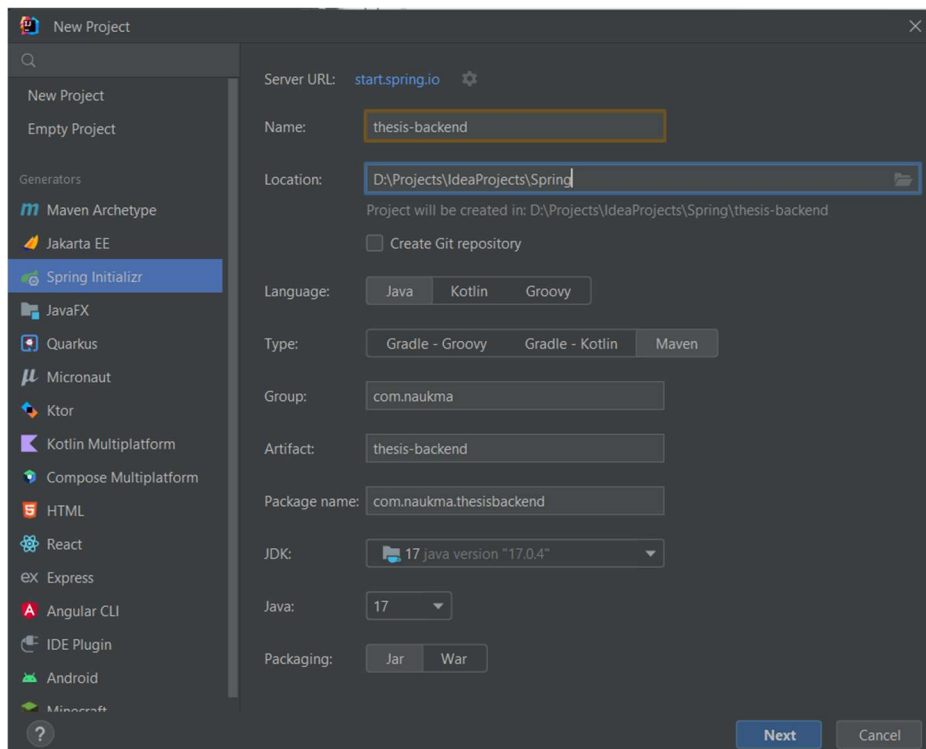 New Project
New Project
Empty Project
Generators
Maven Archetype
Jakarta EE
Spring Initializr
JavaFX
Quarkus
Micronaut
Ktor
Kotlin Multiplatform
Compose Multiplatform
HTML
React
Express
Angular CLI
IDE Plugin
Android
Minecraft
Server URL: start.spring.io
Name: thesis-backend
Location: D:\Projects\IdeaProjects\Spring
Project will be created in: D:\Projects\IdeaProjects\Spring\thesis-backend
Create Git repository
Language: Java Kotlin Groovy
Type: Gradle - Groovy Gradle - Kotlin Maven
Group: com.naukma
Artifact: thesis-backend
Package name: com.naukma.thesisbackend
JDK: 17 java version "17.0.4"
Java: 17
Packaging: Jar War
? Next Cancel